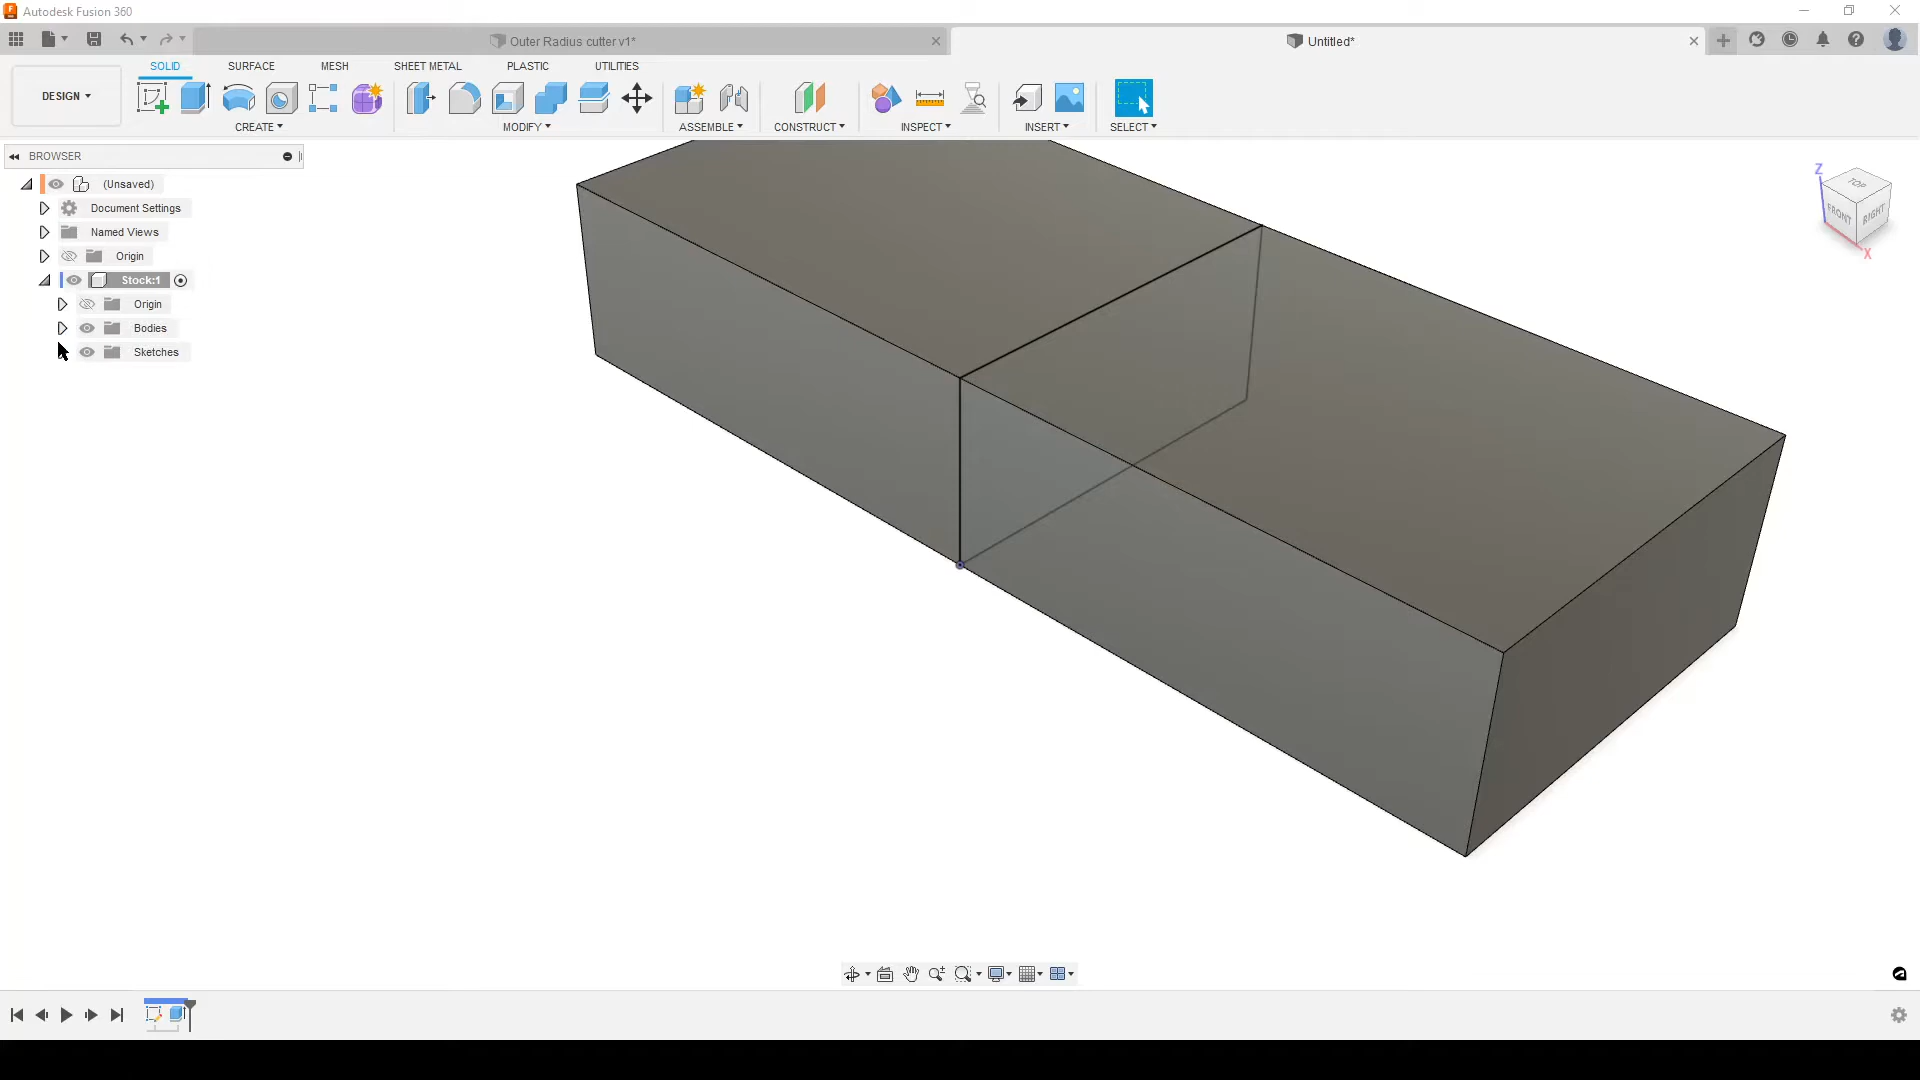 Autodesk Fusion 360
Outer Radius cutter v1*
Untitled*
SOLID SURFACE MESH SHEET METAL PLASTIC UTILITIES
DESIGN
CREATE MODIFY ASSEMBLE CONSTRUCT INSPECT INSERT SELECT
BROWSER
(Unsaved)
Document Settings
Named Views
Origin
Stock:1
Origin
Bodies
Sketches
Z
TOP
FRONT
RIGHT
X